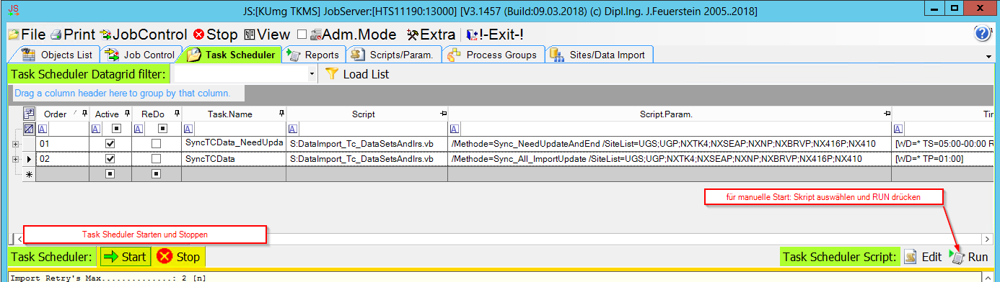 JS:[KUmg TKMS] JobServer:[HTS11190:13000] [V3.1457 (Build:09.03.2018) (c) Dipl.Ing. J.Feuerstein 2005..2018]
File Print JobControl Stop View Adm.Mode Extra !-Exit-!
Objects List Job Control Task Scheduler Reports Scripts/Param. Process Groups Sites/Data Import
Task Scheduler Datagrid filter: Load List
Drag a column header here to group by that column.
Order Active ReDo Task.Name Script Script.Param. Tir
01 SyncTCData_NeedUpda S:DataImport_Tc_DataSetsAndIrs.vb /Methode=Sync_NeedUpdateAndEnd /SiteList=UGS;UGP;NXTK4;NXSEAP;NXNP;NXBRVP;NX416P;NX410 [WD=* TS=05:00-00:00 R
02 SyncTCData S:DataImport_Tc_DataSetsAndIrs.vb /Methode=Sync_All_ImportUpdate /SiteList=UGS;UGP;NXTK4;NXSEAP;NXNP;NXBRVP;NX416P;NX410 [WD=* TP=01:00]
für manuelle Start: Skript auswählen und RUN drücken
Task Sheduler Starten und Stoppen
Task Scheduler: Start Stop Task Scheduler Script: Edit Run
Import Retry's Max..............: 2 [n]